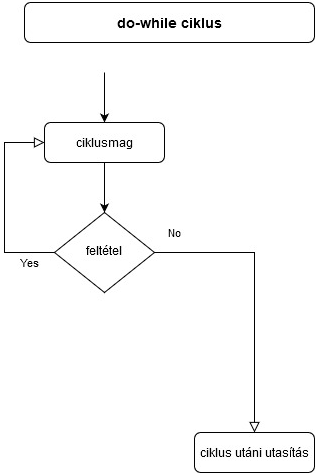 do-while ciklus
ciklusmag
feltétel
No
Yes
ciklus utáni utasítás